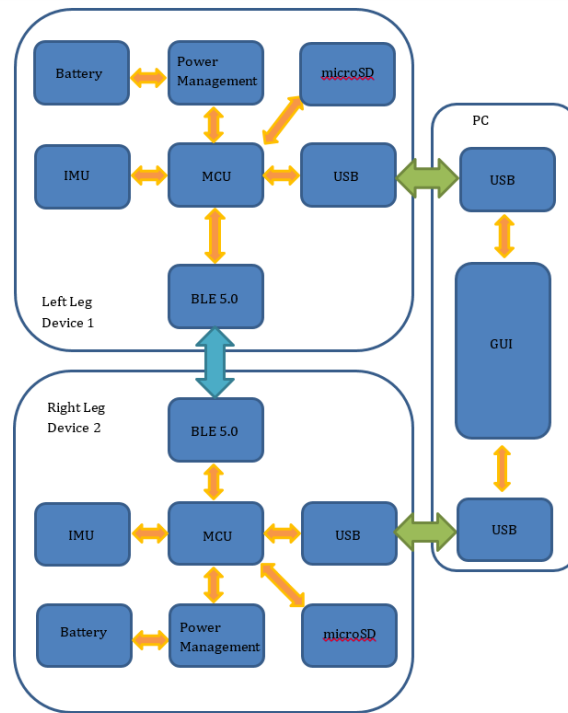 Battery
Power
Management
microSD
PC
IMU
MCU
USB
USB
BLE 5.0
Left Leg
Device 1
GUI
Right Leg
Device 2
BLE 5.0
IMU
MCU
USB
USB
Battery
Power
Management
microSD